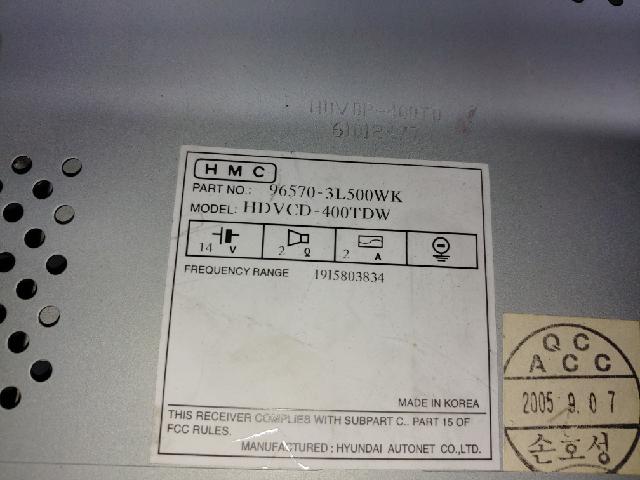 HMC
PART NO.: 96570-3L500WK
MODEL: HDVCD-400TDW
14 V 2 Ω 2 A
FREQUENCY RANGE 1915803834
MADE IN KOREA
THIS RECEIVER COMPLIES WITH SUBPART C.. PART 15 OF
FCC RULES.
MANUFACTURED : HYUNDAI AUTONET CO.,LTD.
QC
ACC
2005 9.07
손호성